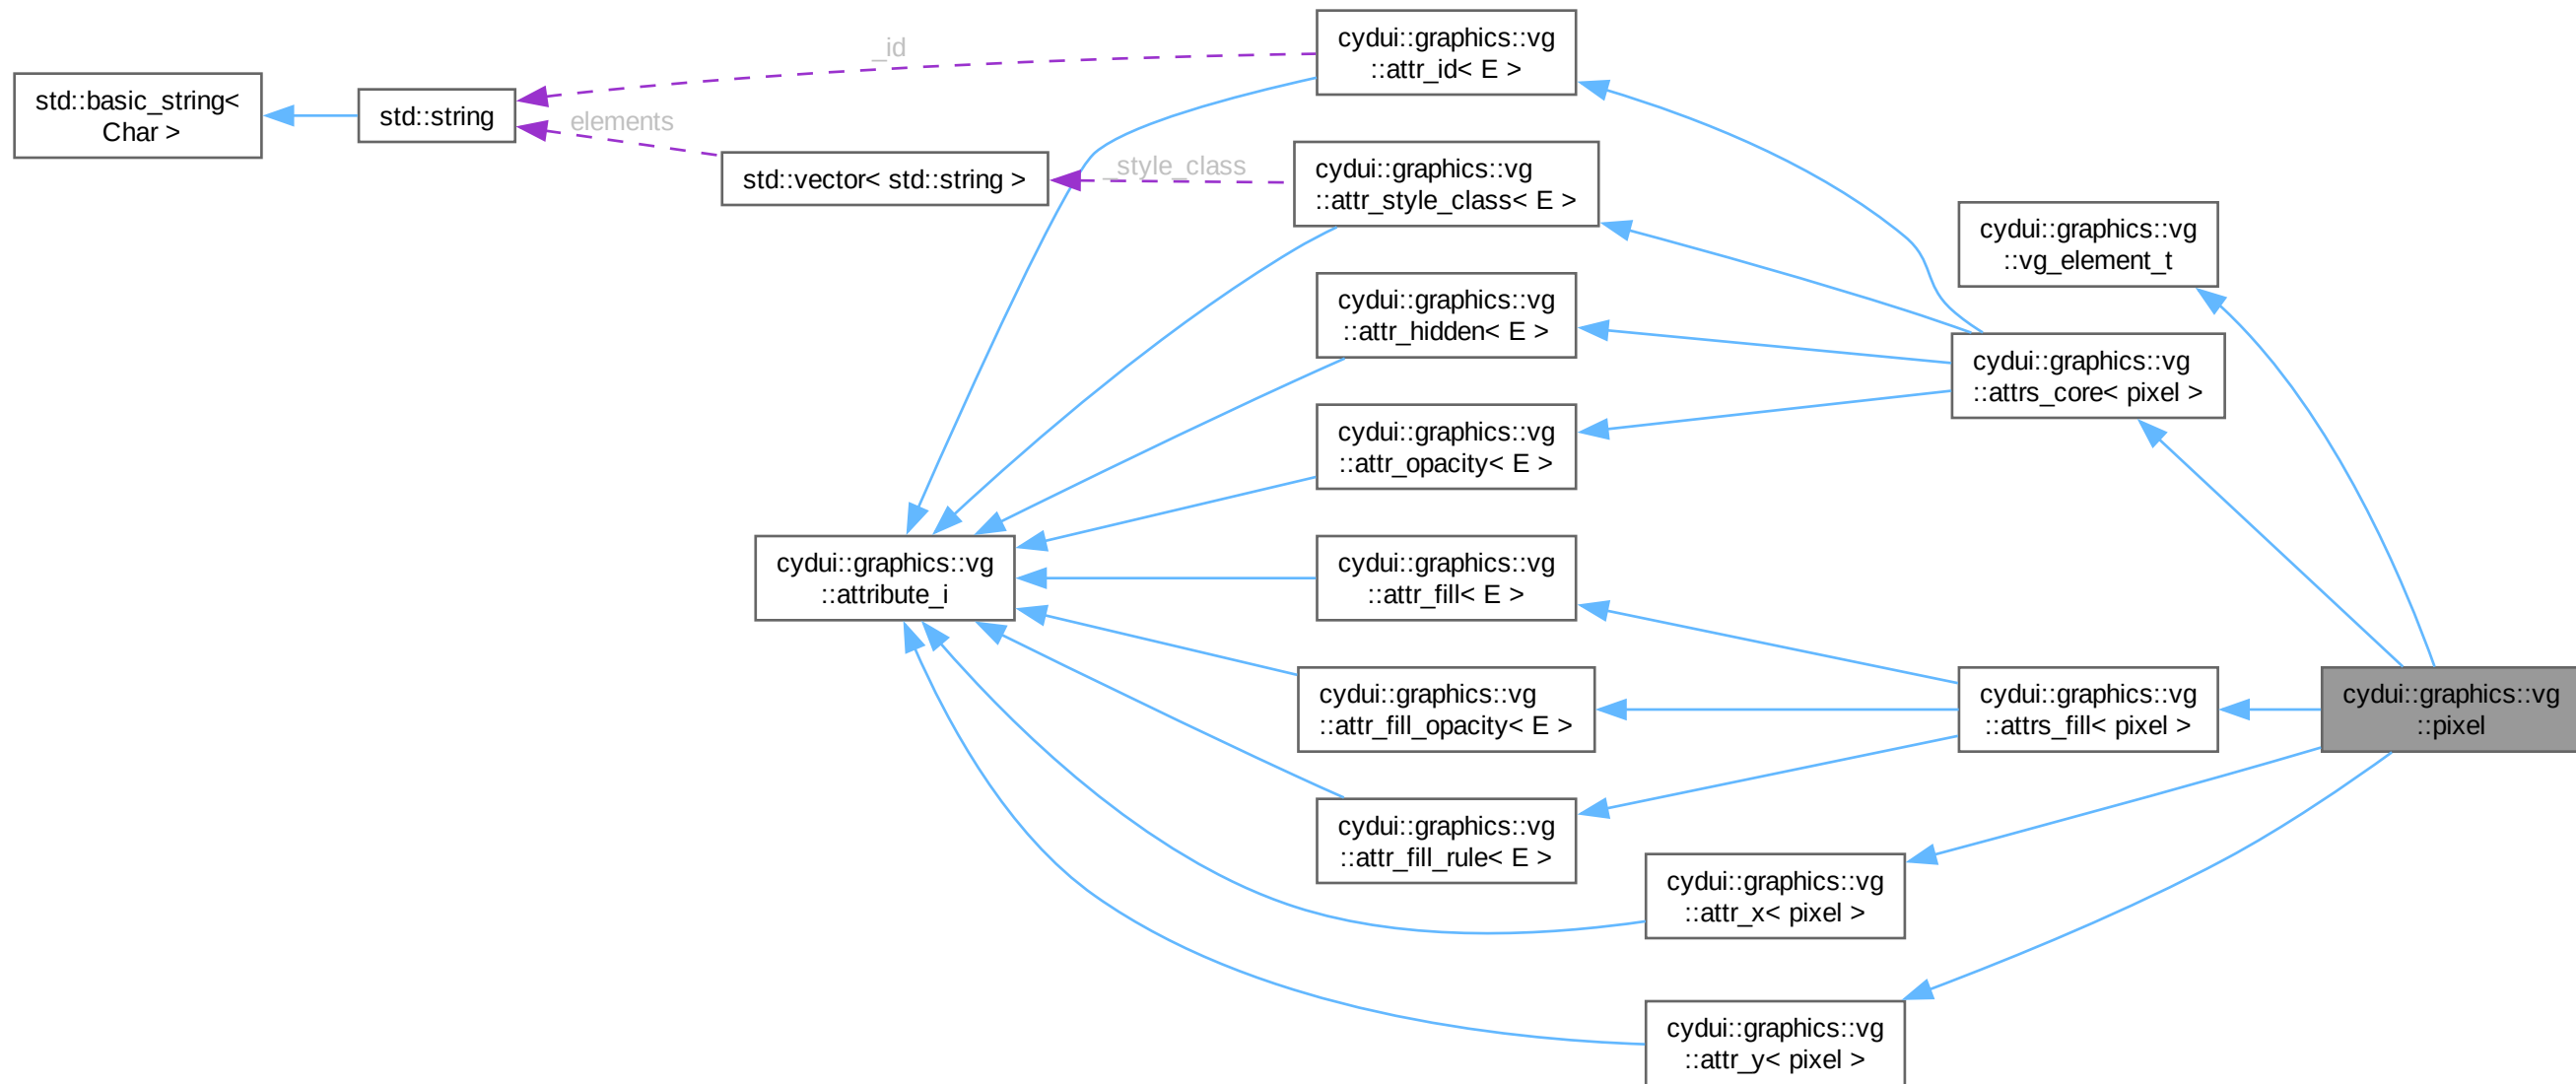 _id
cydui::graphics::vg
::attr_id< E >
std::basic_string<
Char >
std::string
elements
std::vector< std::string >
_style_class
cydui::graphics::vg
::attr_style_class< E >
cydui::graphics::vg
::vg_element_t
cydui::graphics::vg
::attr_hidden< E >
cydui::graphics::vg
::attrs_core< pixel >
cydui::graphics::vg
::attr_opacity< E >
cydui::graphics::vg
::attribute_i
cydui::graphics::vg
::attr_fill< E >
cydui::graphics::vg
::attr_fill_opacity< E >
cydui::graphics::vg
::attrs_fill< pixel >
cydui::graphics::vg
::pixel
cydui::graphics::vg
::attr_fill_rule< E >
cydui::graphics::vg
::attr_x< pixel >
cydui::graphics::vg
::attr_y< pixel >